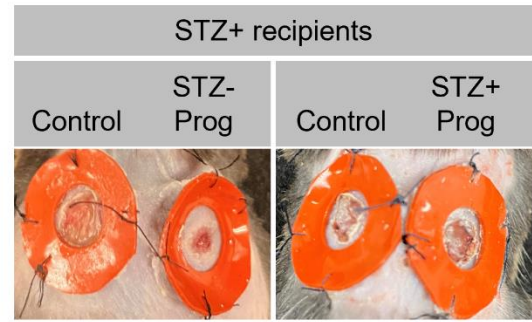 STZ+ recipients
Control
STZ-
Prog
Control
STZ+
Prog